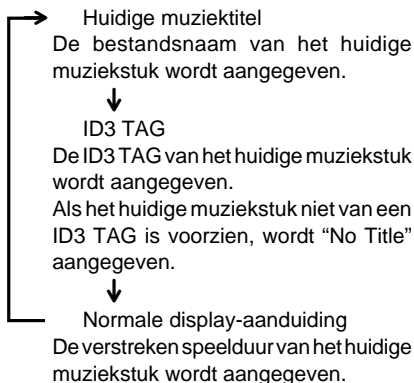 Huidige muziektitel
De bestandsnaam van het huidige
muziekstuk wordt aangegeven.
ID3 TAG
De ID3 TAG van het huidige muziekstuk
wordt aangegeven.
Als het huidige muziekstuk niet van een
ID3 TAG is voorzien, wordt “No Title”
aangegeven.
Normale display-aanduiding
De verstreken speelduur van het huidige
muziekstuk wordt aangegeven.